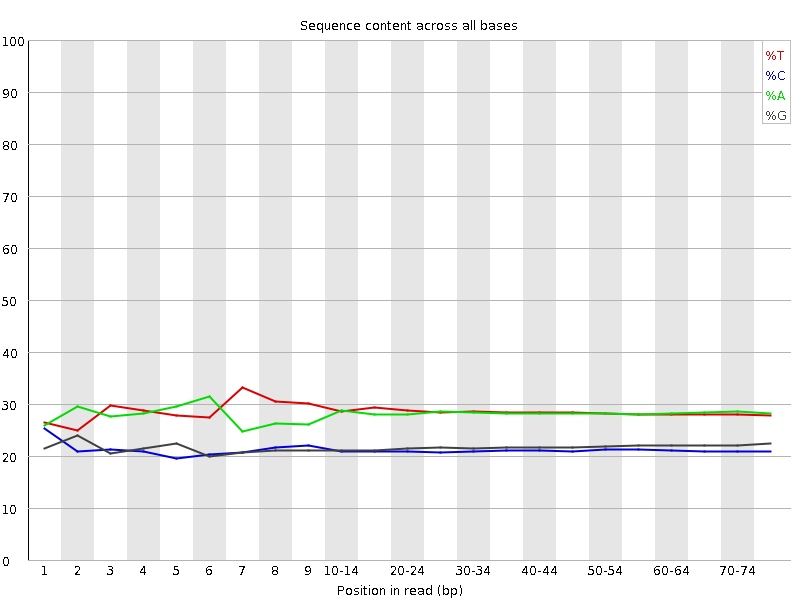 Sequence content across all bases
%T
%C
%A
%G
100
90
80
70
60
50
40
30
20
10
0
1 2 3 4 5 6 7 8 9 10-14 20-24 30-34 40-44 50-54 60-64 70-74
Position in read (bp)